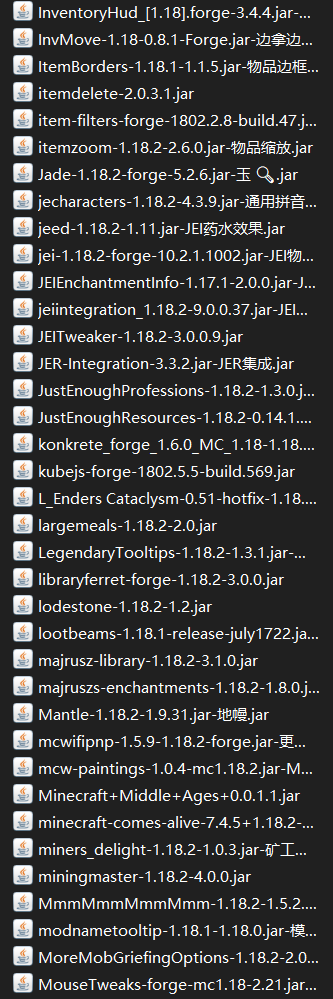 InventoryHud_[1.18].forge-3.4.4.jar-...
InvMove-1.18-0.8.1-Forge.jar-边拿边...
ItemBorders-1.18.1-1.1.5.jar-物品边框...
itemdelete-2.0.3.1.jar
item-filters-forge-1802.2.8-build.47.j...
itemzoom-1.18.2-2.6.0.jar-物品缩放.jar
Jade-1.18.2-forge-5.2.6.jar-玉 🔍.jar
jecharacters-1.18.2-4.3.9.jar-通用拼音...
jeed-1.18.2-1.11.jar-JEI药水效果.jar
jei-1.18.2-forge-10.2.1.1002.jar-JEI物...
JEIEnchantmentInfo-1.17.1-2.0.0.jar-J...
jeiintegration_1.18.2-9.0.0.37.jar-JEI...
JEITweaker-1.18.2-3.0.0.9.jar
JER-Integration-3.3.2.jar-JER集成.jar
JustEnoughProfessions-1.18.2-1.3.0.j...
JustEnoughResources-1.18.2-0.14.1....
konkrete_forge_1.6.0_MC_1.18-1.18....
kubejs-forge-1802.5.5-build.569.jar
L_Enders Cataclysm-0.51-hotfix-1.18....
largemeals-1.18.2-2.0.jar
LegendaryTooltips-1.18.2-1.3.1.jar-...
libraryferret-forge-1.18.2-3.0.0.jar
lodestone-1.18.2-1.2.jar
lootbeams-1.18.1-release-july1722.ja...
majrusz-library-1.18.2-3.1.0.jar
majruszs-enchantments-1.18.2-1.8.0.j...
Mantle-1.18.2-1.9.31.jar-地幔.jar
mcwifipnp-1.5.9-1.18.2-forge.jar-更...
mcw-paintings-1.0.4-mc1.18.2.jar-M...
Minecraft+Middle+Ages+0.0.1.1.jar
minecraft-comes-alive-7.4.5+1.18.2-...
miners_delight-1.18.2-1.0.3.jar-矿工...
miningmaster-1.18.2-4.0.0.jar
MmmMmmMmmMmm-1.18.2-1.5.2....
modnametooltip-1.18.1-1.18.0.jar-模...
MoreMobGriefingOptions-1.18.2-2.0...
MouseTweaks-forge-mc1.18-2.21.jar...